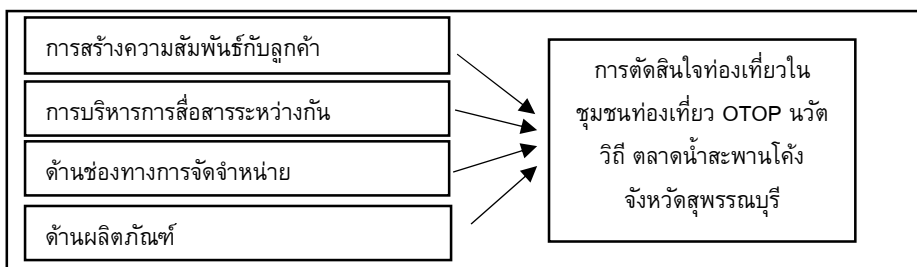 การสร้างความสัมพันธ์กับลูกค้า
การบริหารการสื่อสารระหว่างกัน
ด้านช่องทางการจัดจำหน่าย
ด้านผลิตภัณฑ์
การตัดสินใจท่องเที่ยวใน
ชุมชนท่องเที่ยว OTOP นวัต
วิถี ตลาดน้ำสะพานโค้ง
จังหวัดสุพรรณบุรี